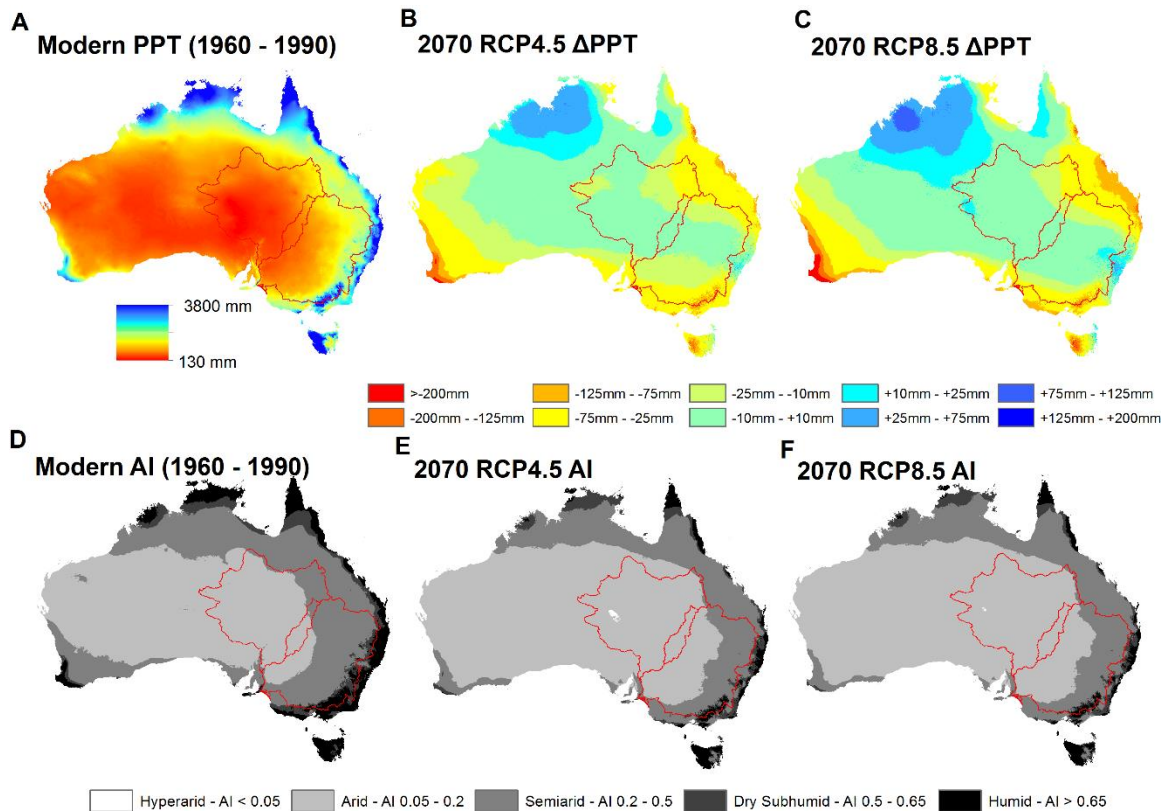 A
Modern PPT (1960 - 1990)
B
2070 RCP4.5 ΔPPT
C
2070 RCP8.5 ΔPPT
3800 mm
130 mm
>-200mm
-125mm - -75mm
-25mm - -10mm
+10mm - +25mm
+75mm - +125mm
-200mm - -125mm
-75mm - -25mm
-10mm - +10mm
+25mm - +75mm
+125mm - +200mm
D
Modern AI (1960 - 1990)
E
2070 RCP4.5 AI
F
2070 RCP8.5 AI
Hyperarid - AI < 0.05
Arid - AI 0.05 - 0.2
Semiarid - AI 0.2 - 0.5
Dry Subhumid - AI 0.5 - 0.65
Humid - AI > 0.65